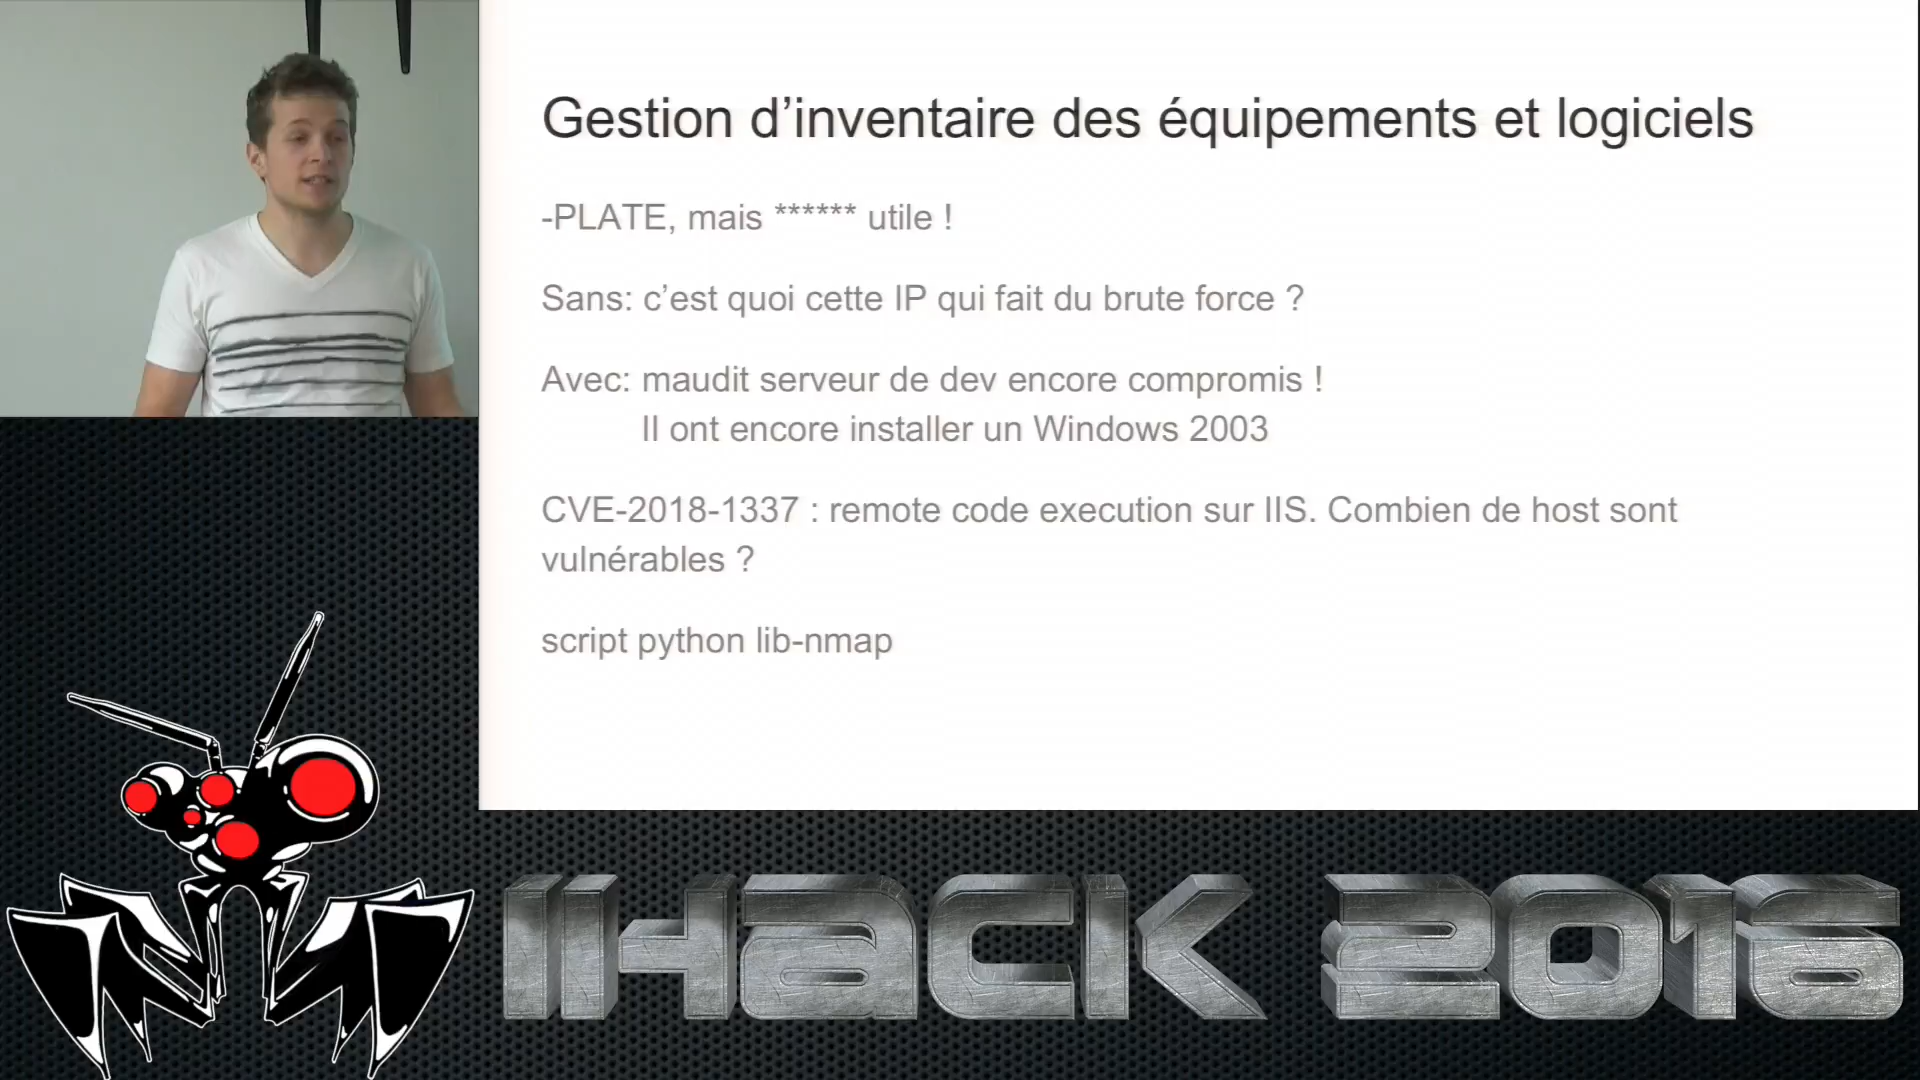 Gestion d’inventaire des équipements et logiciels
-PLATE, mais ****** utile !
Sans: c’est quoi cette IP qui fait du brute force ?
Avec: maudit serveur de dev encore compromis !
Il ont encore installer un Windows 2003
CVE-2018-1337 : remote code execution sur IIS. Combien de host sont
vulnérables ?
script python lib-nmap
IHACK 2016